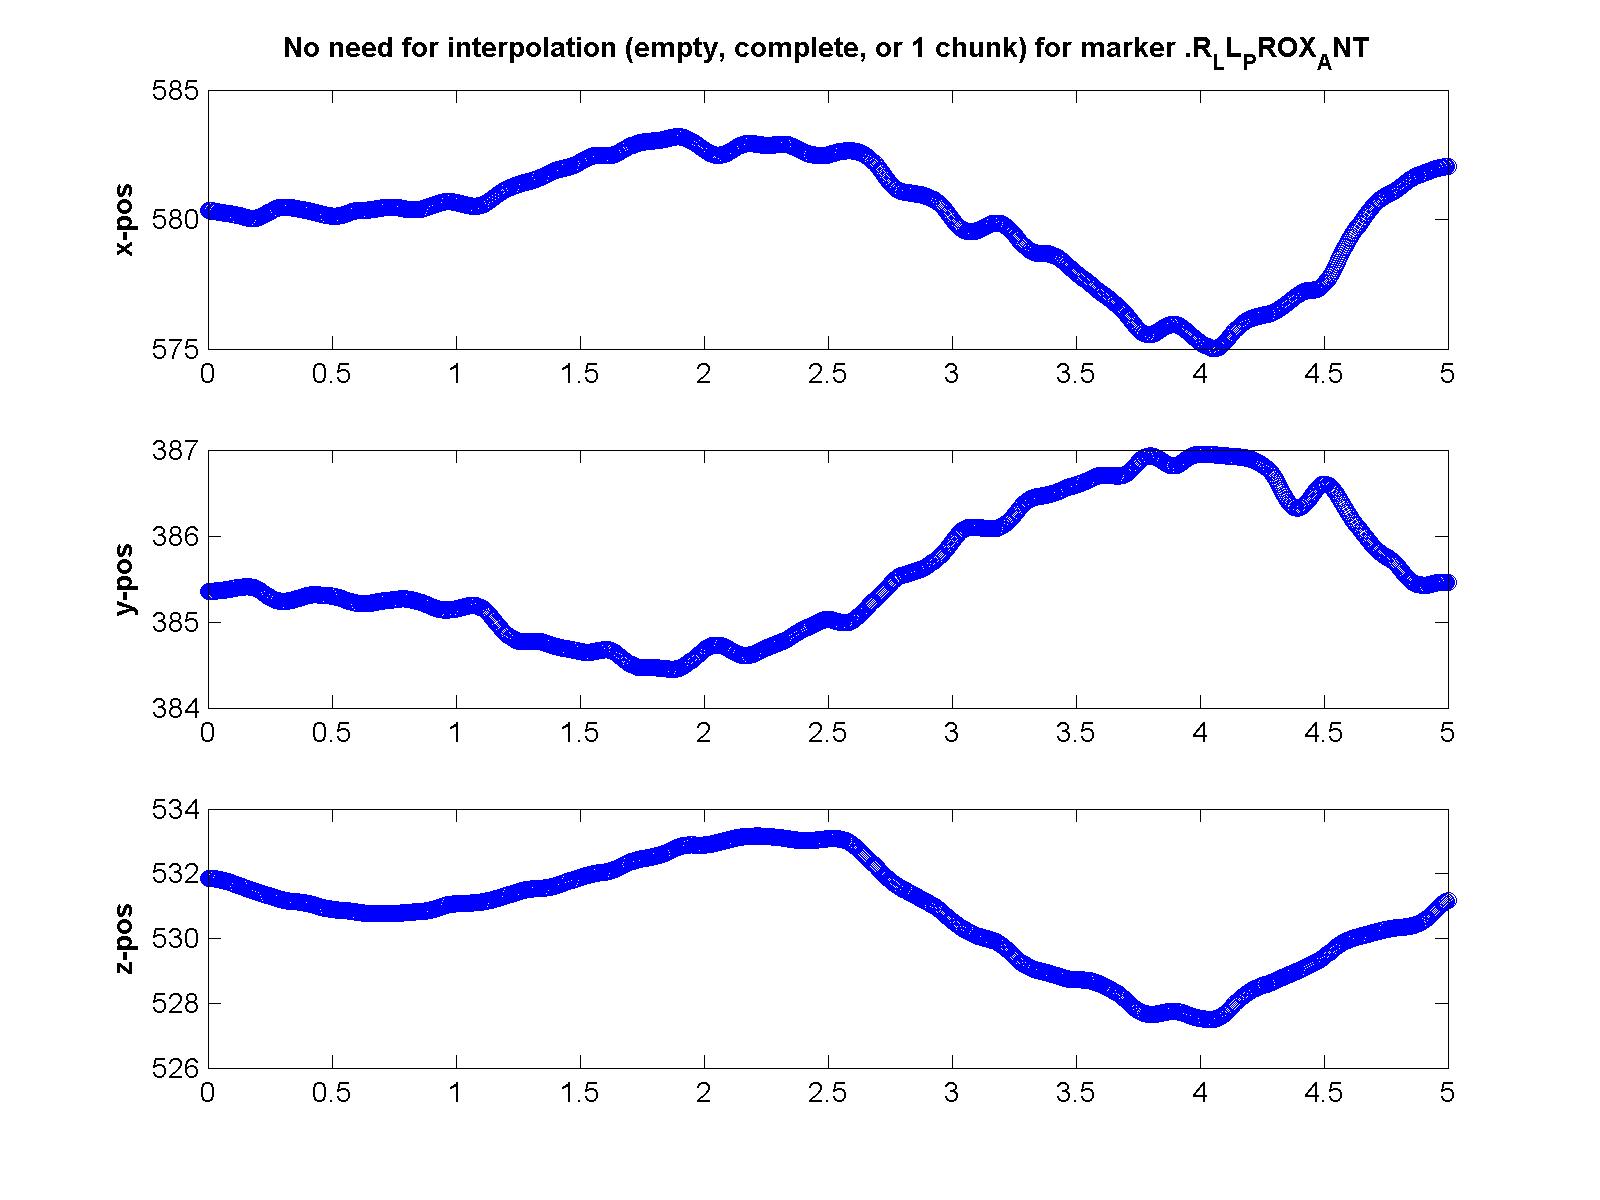 No need for interpolation (empty, complete, or 1 chunk) for marker .RLLPROXANT
585
580
575
x-pos
0 0.5 1 1.5 2 2.5 3 3.5 4 4.5 5
387
386
385
384
y-pos
0 0.5 1 1.5 2 2.5 3 3.5 4 4.5 5
534
532
530
528
526
z-pos
0 0.5 1 1.5 2 2.5 3 3.5 4 4.5 5